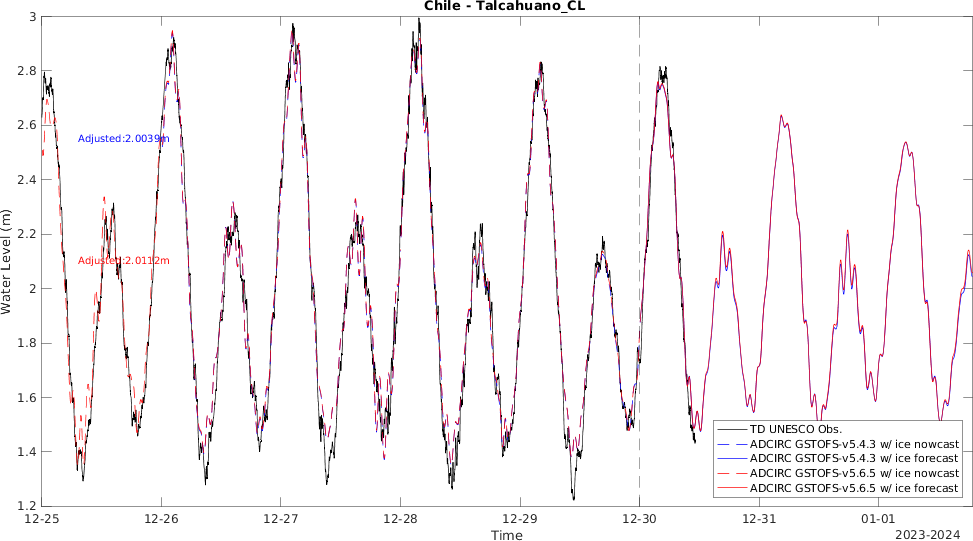 Chile - Talcahuano_CL
3
2.8
2.6
2.4
2.2
2
1.8
1.6
1.4
1.2
Water Level (m)
Adjusted:2.0039m
Adjusted:2.0112m
TD UNESCO Obs.
ADCIRC GSTOFS-v5.4.3 w/ ice nowcast
ADCIRC GSTOFS-v5.4.3 w/ ice forecast
ADCIRC GSTOFS-v5.6.5 w/ ice nowcast
ADCIRC GSTOFS-v5.6.5 w/ ice forecast
12-25 12-26 12-27 12-28 12-29 12-30 12-31 01-01
Time
2023-2024